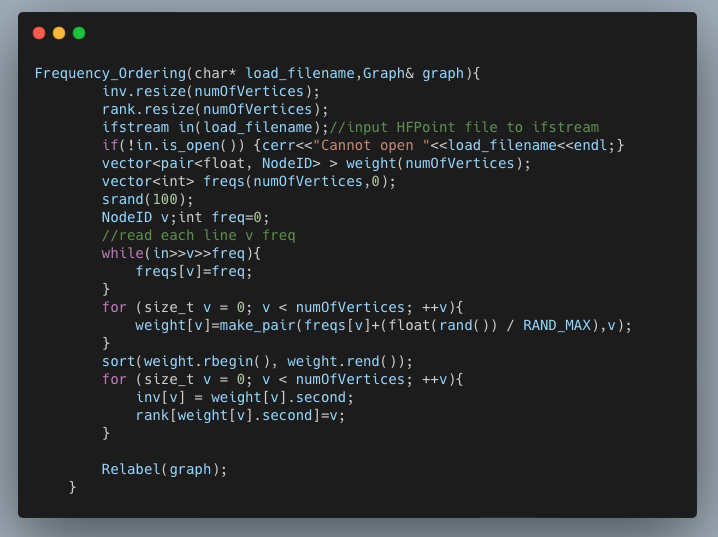 Frequency_Ordering(char* load_filename,Graph& graph){
        inv.resize(numOfVertices);
        rank.resize(numOfVertices);
        ifstream in(load_filename);//input HFPoint file to ifstream
        if(!in.is_open()) {cerr<<"Cannot open "<<load_filename<<endl;}
        vector<pair<float, NodeID> > weight(numOfVertices);
        vector<int> freqs(numOfVertices,0);
        srand(100);
        NodeID v;int freq=0;
        //read each line v freq
        while(in>>v>>freq){
            freqs[v]=freq;
        }
        for (size_t v = 0; v < numOfVertices; ++v){
            weight[v]=make_pair(freqs[v]+(float(rand()) / RAND_MAX),v);
        }
        sort(weight.rbegin(), weight.rend());
        for (size_t v = 0; v < numOfVertices; ++v){
            inv[v] = weight[v].second;
            rank[weight[v].second]=v;
        }

        Relabel(graph);
    }